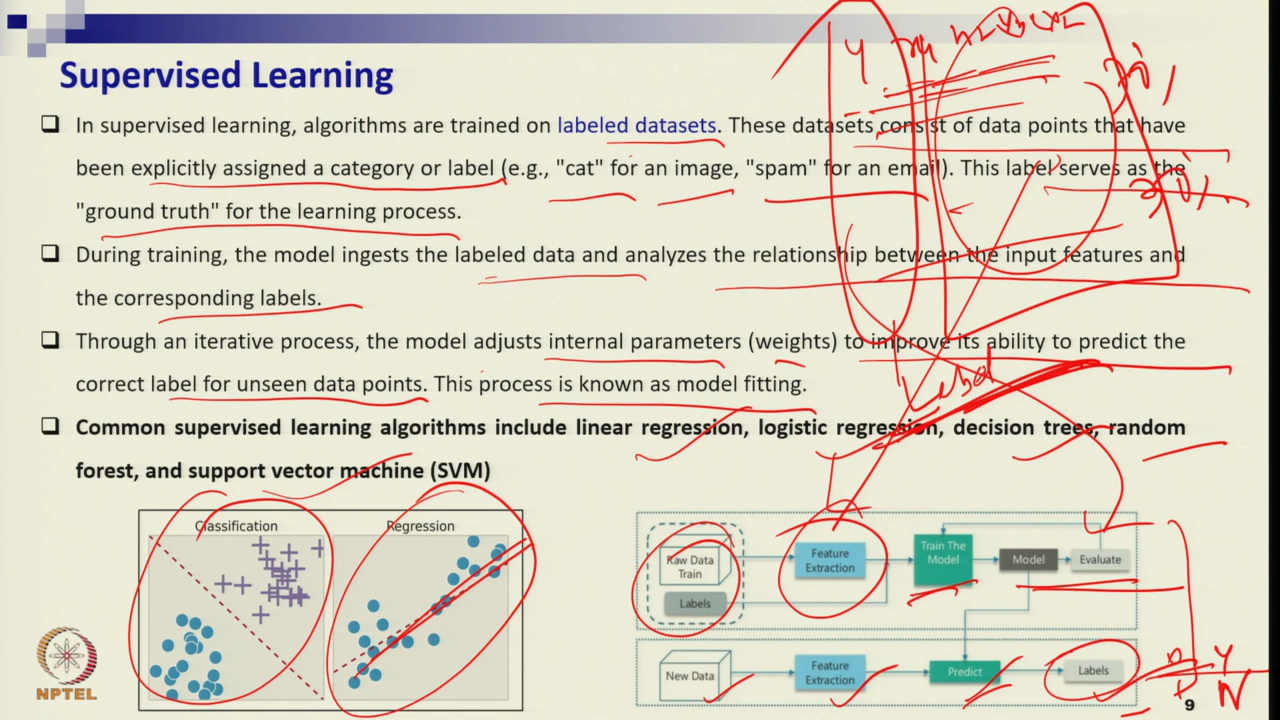 Supervised Learning
In supervised learning, algorithms are trained on labeled datasets. These datasets consist of data points that have
been explicitly assigned a category or label (e.g., "cat" for an image, "spam" for an email). This label serves as the
"ground truth" for the learning process.
During training, the model ingests the labeled data and analyzes the relationship between the input features and
the corresponding labels.
Through an iterative process, the model adjusts internal parameters (weights) to improve its ability to predict the
correct label for unseen data points. This process is known as model fitting.
Label
Common supervised learning algorithms include linear regression, logistic regression, decision trees, random
forest, and support vector machine (SVM)
Classification
Regression
Raw Data
Train
Labels
Feature
Extraction
Train The
Model
Model
Evaluate
New Data
Feature
Extraction
Predict
Labels
Y
N
NPTEL
9